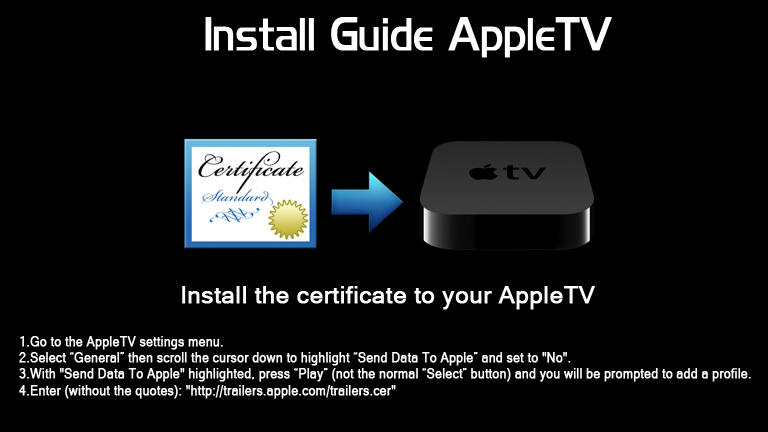 Install Guide AppleTV
Certificate
Standard
tv
Install the certificate to your AppleTV
1.Go to the AppleTV settings menu.
2.Select “General” then scroll the cursor down to highlight “Send Data To Apple” and set to "No".
3.With "Send Data To Apple" highlighted, press “Play” (not the normal “Select” button) and you will be prompted to add a profile.
4.Enter (without the quotes): "http://trailers.apple.com/trailers.cer"